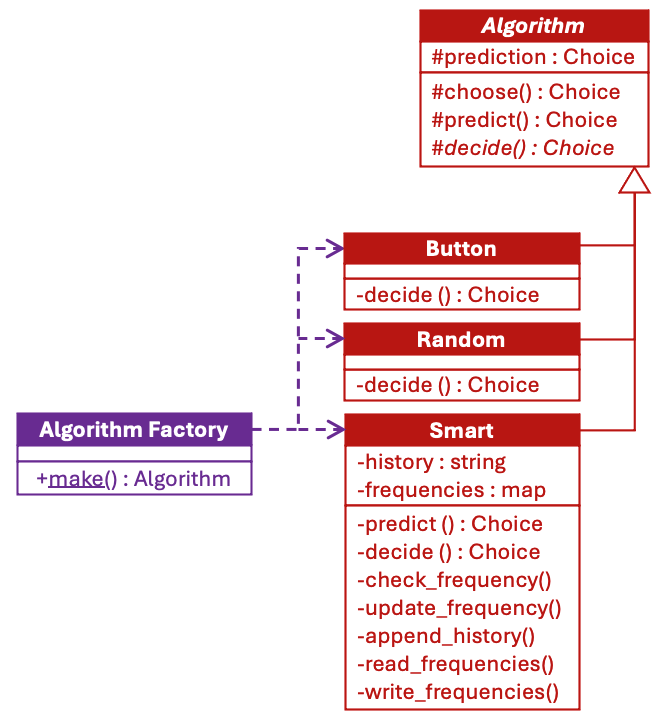 Algorithm
#prediction : Choice
#choose() : Choice
#predict() : Choice
#decide() : Choice
Button
-decide () : Choice
Random
-decide () : Choice
Algorithm Factory
+make() : Algorithm
Smart
-history : string
-frequencies : map
-predict () : Choice
-decide () : Choice
-check_frequency()
-update_frequency()
-append_history()
-read_frequencies()
-write_frequencies()